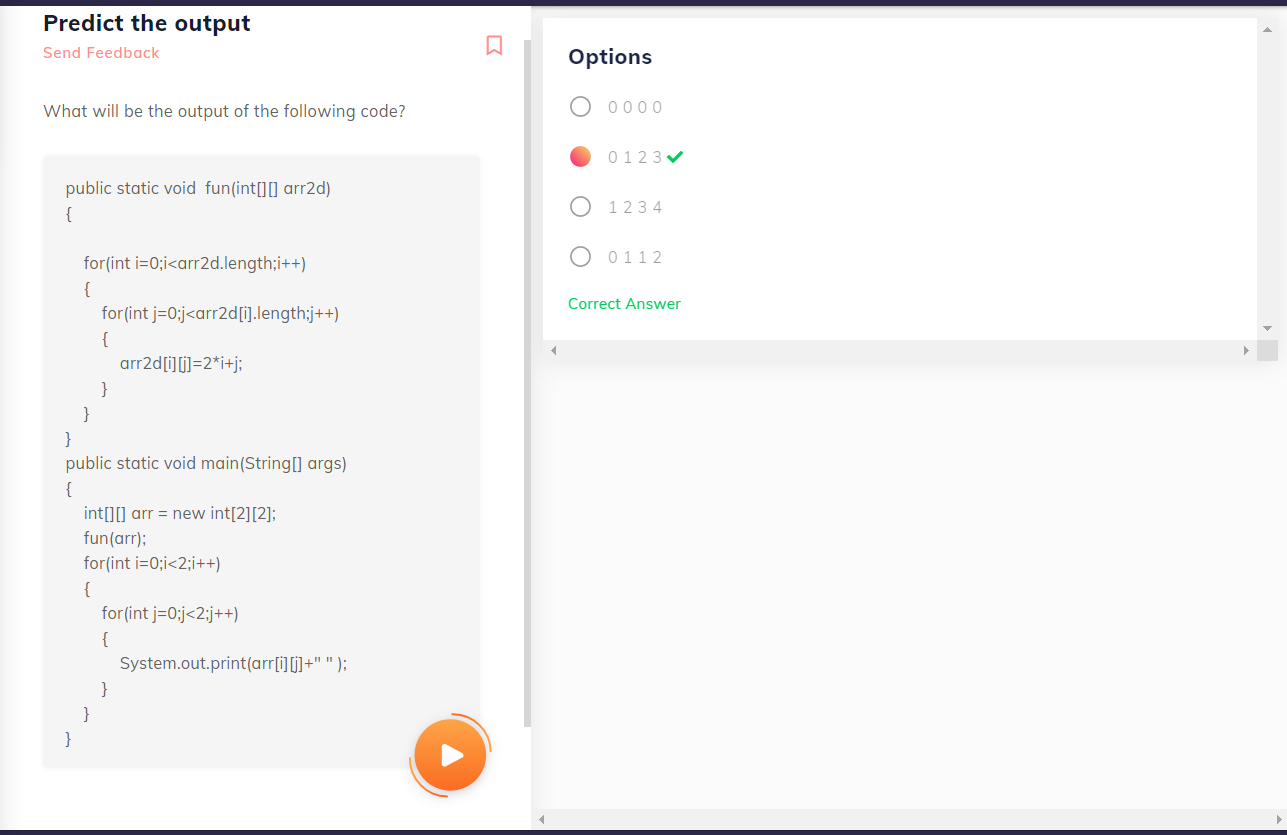 Predict the output
Send Feedback
What will be the output of the following code?
public static void  fun(int[][] arr2d)
{
for(int i=0;i<arr2d.length;i++)
{
for(int j=0;j<arr2d[i].length;j++)
{
arr2d[i][j]=2*i+j;
}
}
}
public static void main(String[] args)
{
int[][] arr = new int[2][2];
fun(arr);
for(int i=0;i<2;i++)
{
for(int j=0;j<2;j++)
{
System.out.print(arr[i][j]+" " );
}
}
}
Options
0 0 0 0
0 1 2 3
1 2 3 4
0 1 1 2
Correct Answer